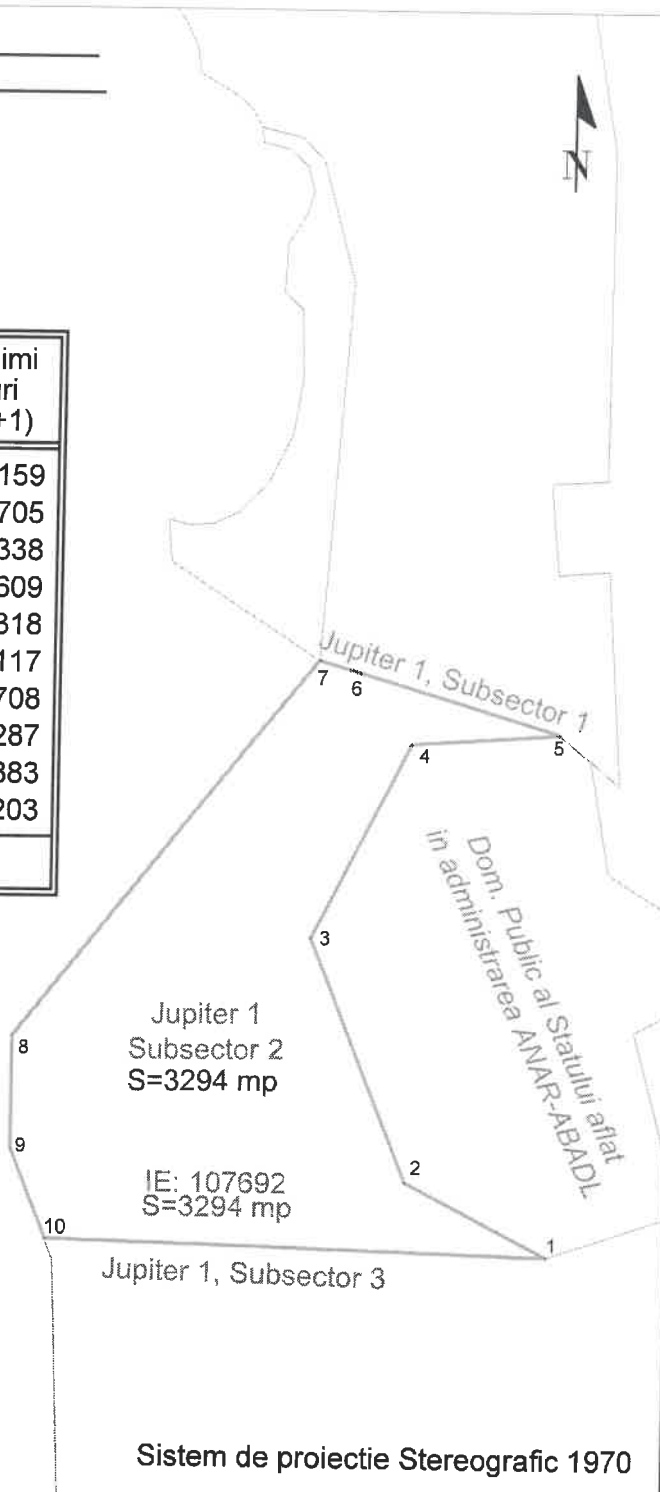 N
imi
uri
+1)
159
705
338
609
318
117
708
287
383
203
Jupiter 1, Subsector 1
7
6
5
4
3
Dom. Public al Statului aflat
in administrarea ANAR-ABADL
Jupiter 1
Subsector 2
S=3294 mp
8
9
IE: 107692
S=3294 mp
2
10
1
Jupiter 1, Subsector 3
Sistem de proiectie Stereografic 1970